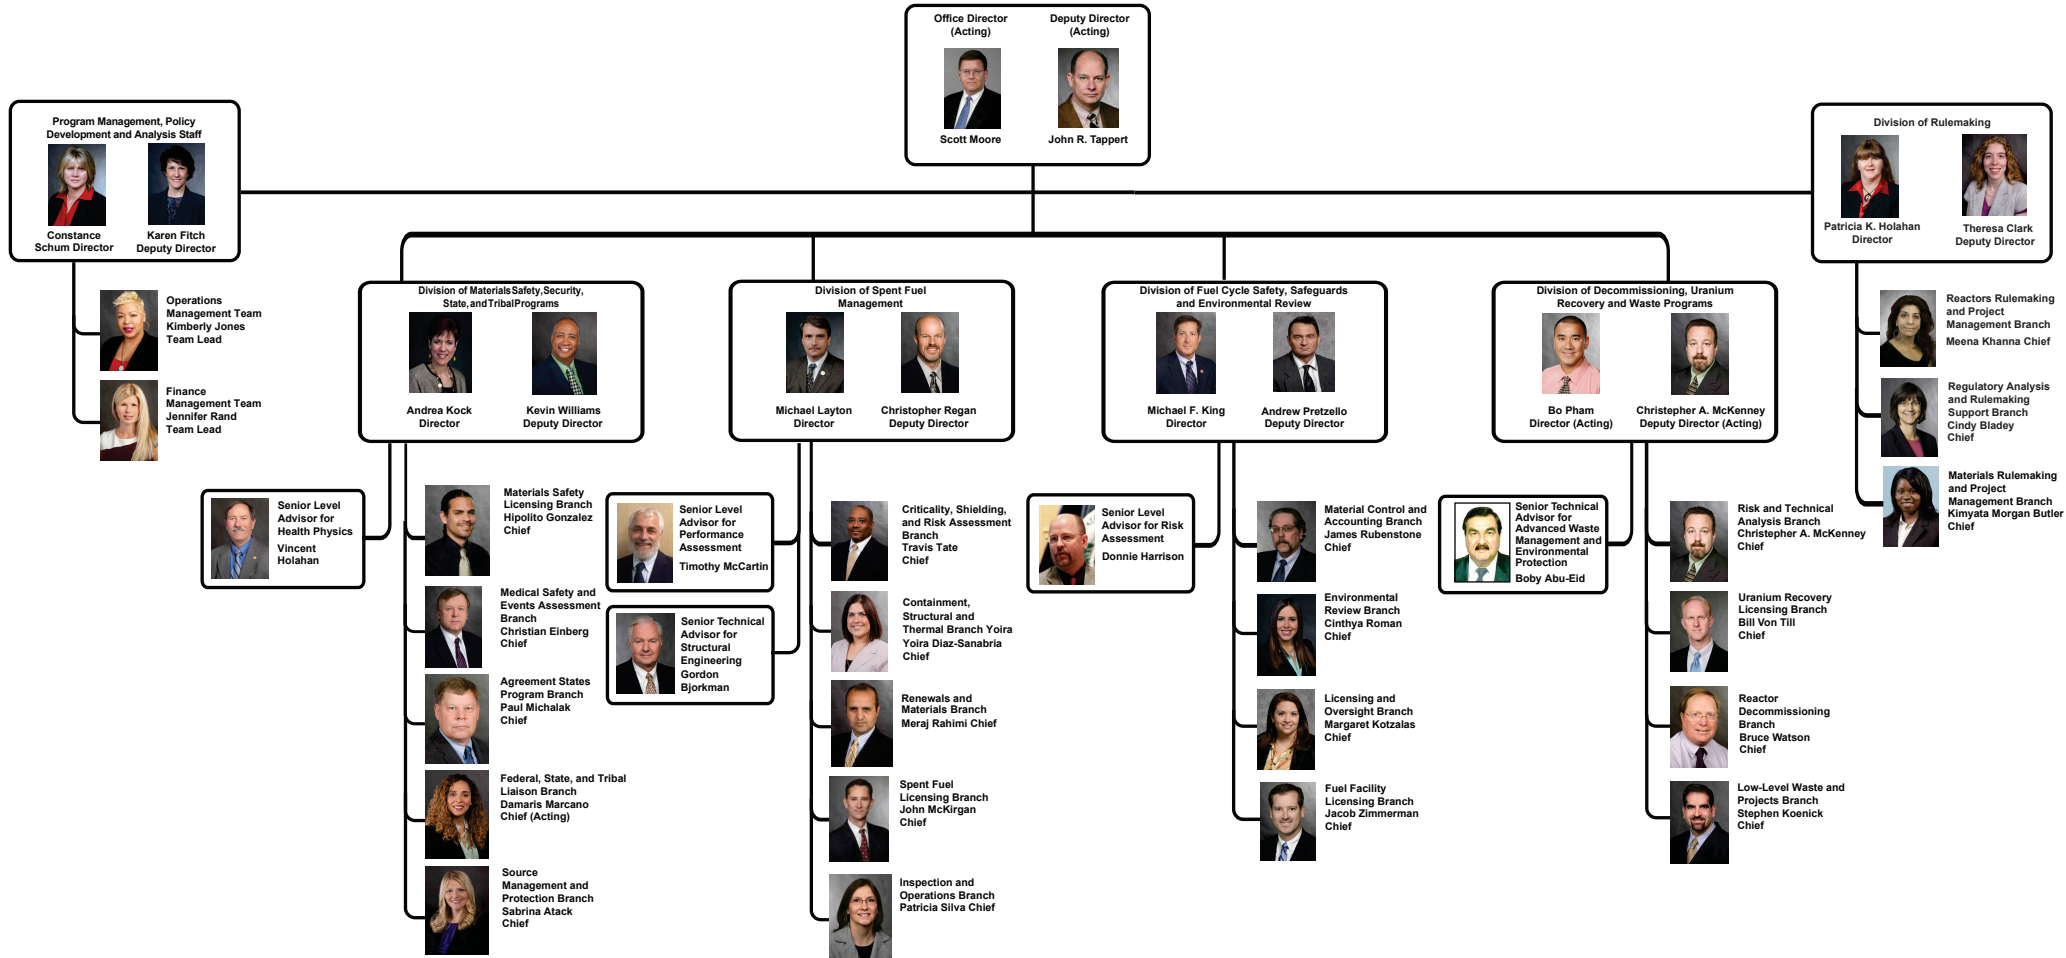 Office Director
(Acting)
Scott Moore
Deputy Director
(Acting)
John R. Tappert
Program Management, Policy
Development and Analysis Staff
Constance
Schum Director
Karen Fitch
Deputy Director
Operations
Management Team
Kimberly Jones
Team Lead
Finance
Management Team
Jennifer Rand
Team Lead
Division of Rulemaking
Patricia K. Holahan
Director
Theresa Clark
Deputy Director
Reactors Rulemaking
and Project
Management Branch
Meena Khanna Chief
Regulatory Analysis
and Rulemaking
Support Branch
Cindy Bladey
Chief
Materials Rulemaking
and Project
Management Branch
Kimyata Morgan Butler
Chief
Division of Materials Safety, Security,
State, and Tribal Programs
Andrea Kock
Director
Kevin Williams
Deputy Director
Senior Level
Advisor for
Health Physics
Vincent
Holahan
Materials Safety
Licensing Branch
Hipolito Gonzalez
Chief
Medical Safety and
Events Assessment
Branch
Christian Einberg
Chief
Agreement States
Program Branch
Paul Michalak
Chief
Federal, State, and Tribal
Liaison Branch
Damaris Marcano
Chief (Acting)
Source
Management and
Protection Branch
Sabrina Atack
Chief
Division of Spent Fuel
Management
Michael Layton
Director
Christopher Regan
Deputy Director
Senior Level
Advisor for
Performance
Assessment
Timothy McCartin
Senior Technical
Advisor for
Structural
Engineering
Gordon
Bjorkman
Criticality, Shielding,
and Risk Assessment
Branch
Travis Tate
Chief
Containment,
Structural and
Thermal Branch Yoira
Yoira Diaz-Sanabria
Chief
Renewals and
Materials Branch
Meraj Rahimi Chief
Spent Fuel
Licensing Branch
John McKirgan
Chief
Inspection and
Operations Branch
Patricia Silva Chief
Division of Fuel Cycle Safety, Safeguards
and Environmental Review
Michael F. King
Director
Andrew Pretzello
Deputy Director
Senior Level
Advisor for Risk
Assessment
Donnie Harrison
Material Control and
Accounting Branch
James Rubenstone
Chief
Environmental
Review Branch
Cinthya Roman
Chief
Licensing and
Oversight Branch
Margaret Kotzalas
Chief
Fuel Facility
Licensing Branch
Jacob Zimmerman
Chief
Division of Decommissioning, Uranium
Recovery and Waste Programs
Bo Pham
Director (Acting)
Christepher A. McKenney
Deputy Director (Acting)
Senior Technical
Advisor for
Advanced Waste
Management and
Environmental
Protection
Boby Abu-Eid
Risk and Technical
Analysis Branch
Christopher A. McKenney
Chief
Uranium Recovery
Licensing Branch
Bill Von Till
Chief
Reactor
Decommissioning
Branch
Bruce Watson
Chief
Low-Level Waste and
Projects Branch
Stephen Koenick
Chief